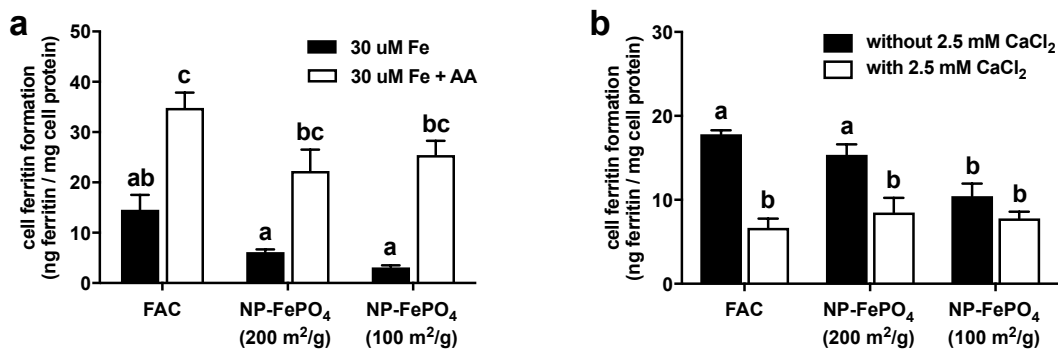 a
cell ferritin formation
(ng ferritin / mg cell protein)
50
40
30
20
10
0
30 uM Fe
30 uM Fe + AA
ab
c
a
bc
a
bc
FAC
NP-FePO₄
(200 m²/g)
NP-FePO₄
(100 m²/g)
b
cell ferritin formation
(ng ferritin / mg cell protein)
30
20
10
0
without 2.5 mM CaCl₂
with 2.5 mM CaCl₂
a
b
a
b
b
b
FAC
NP-FePO₄
(200 m²/g)
NP-FePO₄
(100 m²/g)